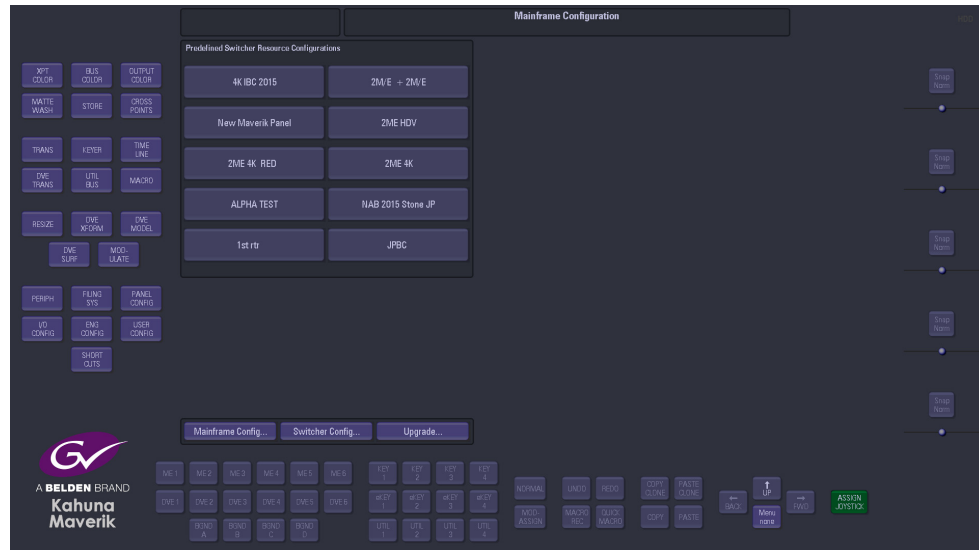 Mainframe Configuration
Predefined Switcher Resource Configurations
XPT COLOR
BUS COLOR
OUTPUT COLOR
4K IBC 2015
2M/E + 2M/E
Snap Norm
MATTE WASH
STORE
CROSS POINTS
New Maverik Panel
2ME HDV
TRANS
KEYER
TIME LINE
2ME 4K RED
2ME 4K
Snap Norm
DVE TRANS
UTIL BUS
MACRO
ALPHA TEST
NAB 2015 Stone JP
RESIZE
DVE XFORM
DVE MODEL
1st rtr
JPBC
Snap Norm
DVE SURF
MOD-ULATE
PERIPH
FILING SYS
PANEL CONFIG
I/O CONFIG
ENG CONFIG
USER CONFIG
Snap Norm
SHORT CUTS
Snap Norm
Mainframe Config...
Switcher Config...
Upgrade...
GV
A BELDEN BRAND
Kahuna
Maverik
ME 1
ME 2
ME 3
ME 4
ME 5
ME 6
KEY 1
KEY 2
KEY 3
KEY 4
DVE 1
DVE 2
DVE 3
DVE 4
DVE 5
DVE 6
BGND A
BGND B
BGND C
BGND D
UTIL 1
UTIL 2
UTIL 3
UTIL 4
NORMAL
UNDO
REDO
COPY CLONE
PASTE CLONE
MOD-ASSIGN
MACRO REC
QUICK MACRO
COPY
PASTE
← BACK
↑ UP
→ FWD
Menu none
ASSIGN JOYSTICK